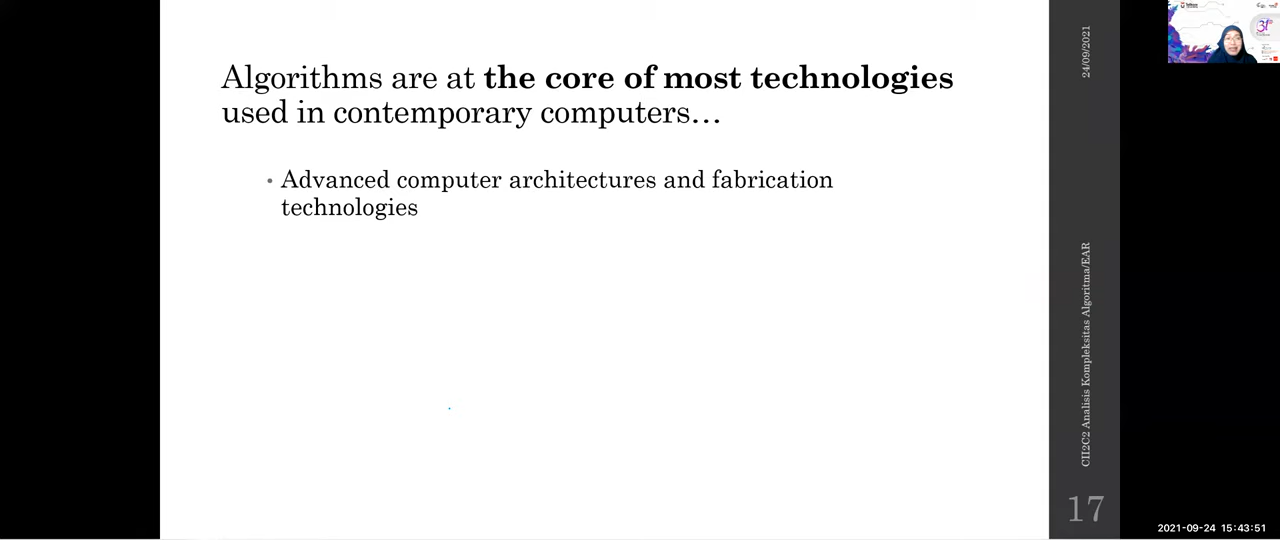 Algorithms are at the core of most technologies
used in contemporary computers…
• Advanced computer architectures and fabrication
technologies
24/09/2021
CII2C2 Analisis Kompleksitas Algoritma/EAR
17
2021-09-24 15:43:51